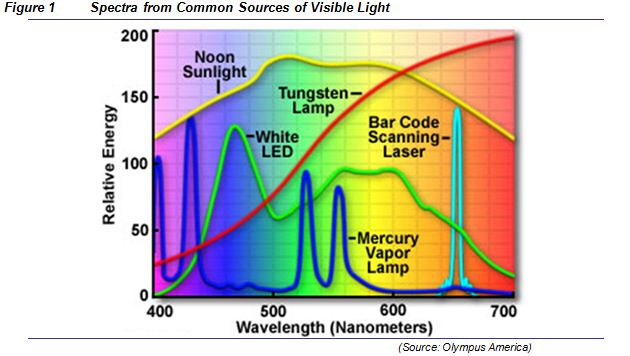 Figure 1 Spectra from Common Sources of Visible Light
200
150
100
50
0
Relative Energy
Noon
Sunlight
Tungsten
Lamp
White
LED
Bar Code
Scanning
Laser
Mercury
Vapor
Lamp
400 500 600 700
Wavelength (Nanometers)
(Source: Olympus America)